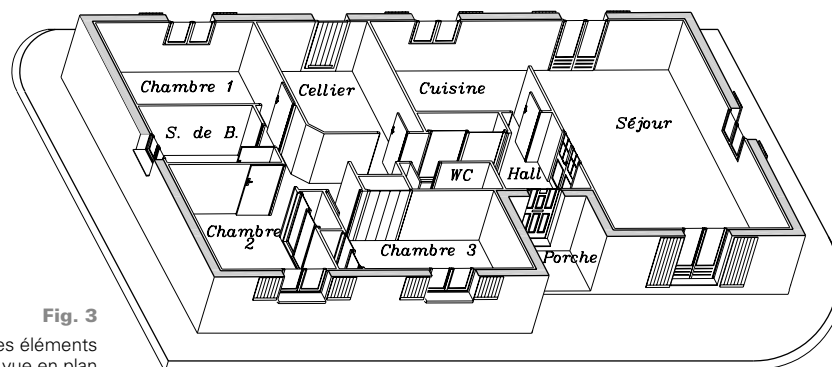 Chambre 1
Cellier
Cuisine
Séjour
S. de B.
WC
Hall
Chambre
2
Chambre 3
Porche
Fig. 3
es éléments
vue en plan